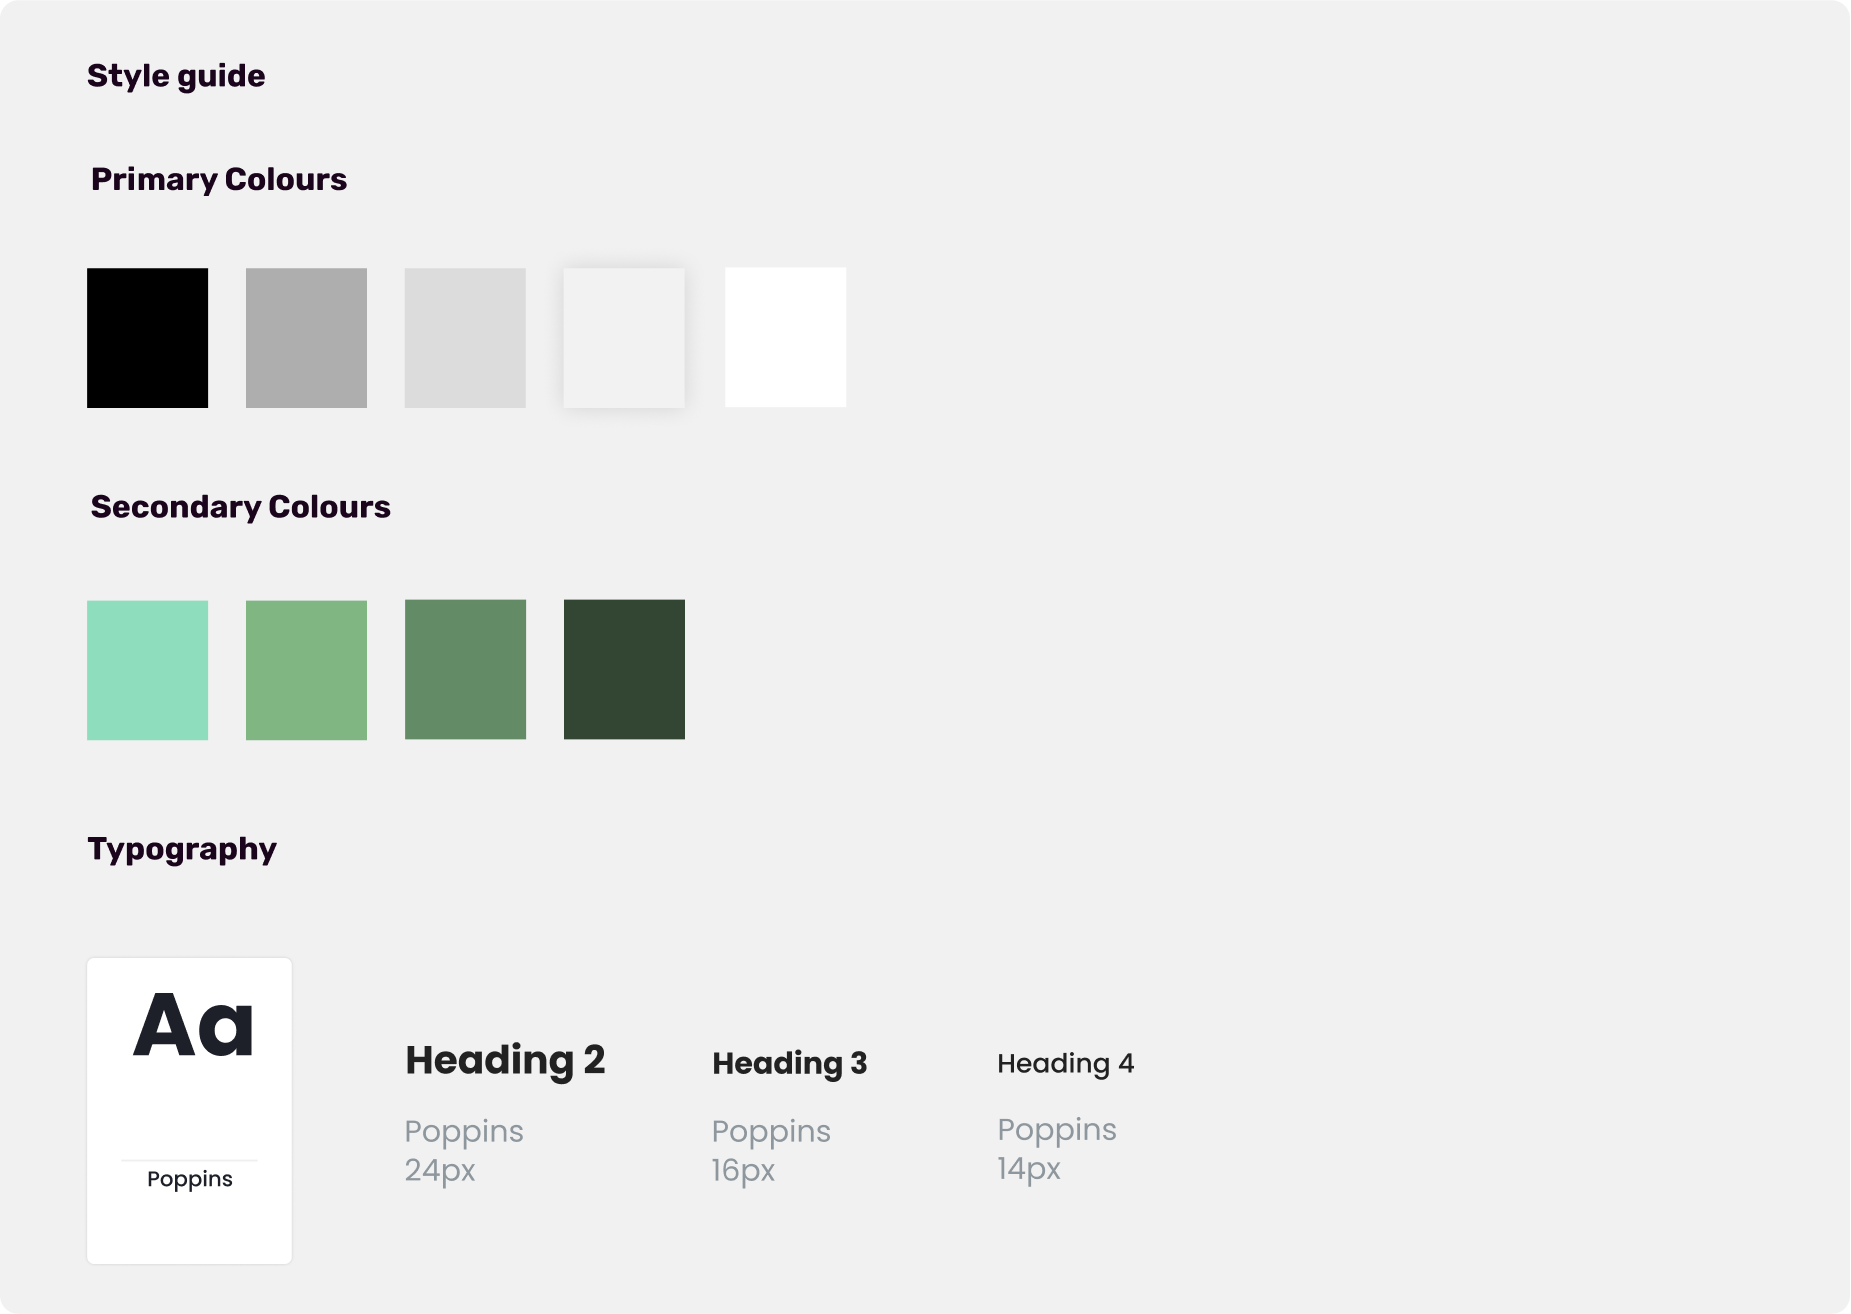 Style guide
Primary Colours
Secondary Colours
Typography
Aa
Poppins
Heading 2
Poppins
24px
Heading 3
Poppins
16px
Heading 4
Poppins
14px